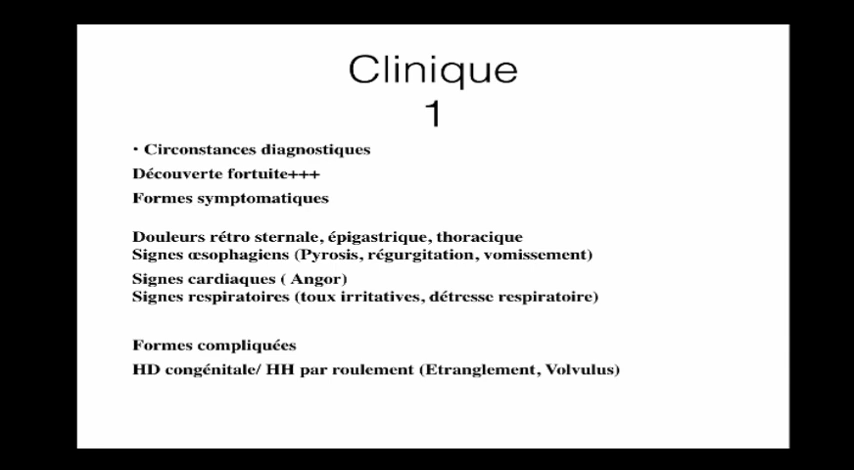 Clinique
1
• Circonstances diagnostiques
Découverte fortuite+++
Formes symptomatiques
Douleurs rétro sternale, épigastrique, thoracique
Signes œsophagiens (Pyrosis, régurgitation, vomissement)
Signes cardiaques ( Angor)
Signes respiratoires (toux irritatives, détresse respiratoire)
Formes compliquées
HD congénitale/ HH par roulement (Etranglement, Volvulus)